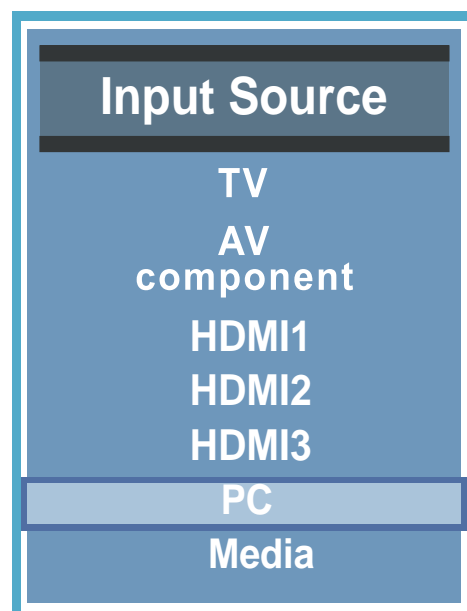 Input Source
TV
AV
component
HDMI1
HDMI2
HDMI3
PC
Media